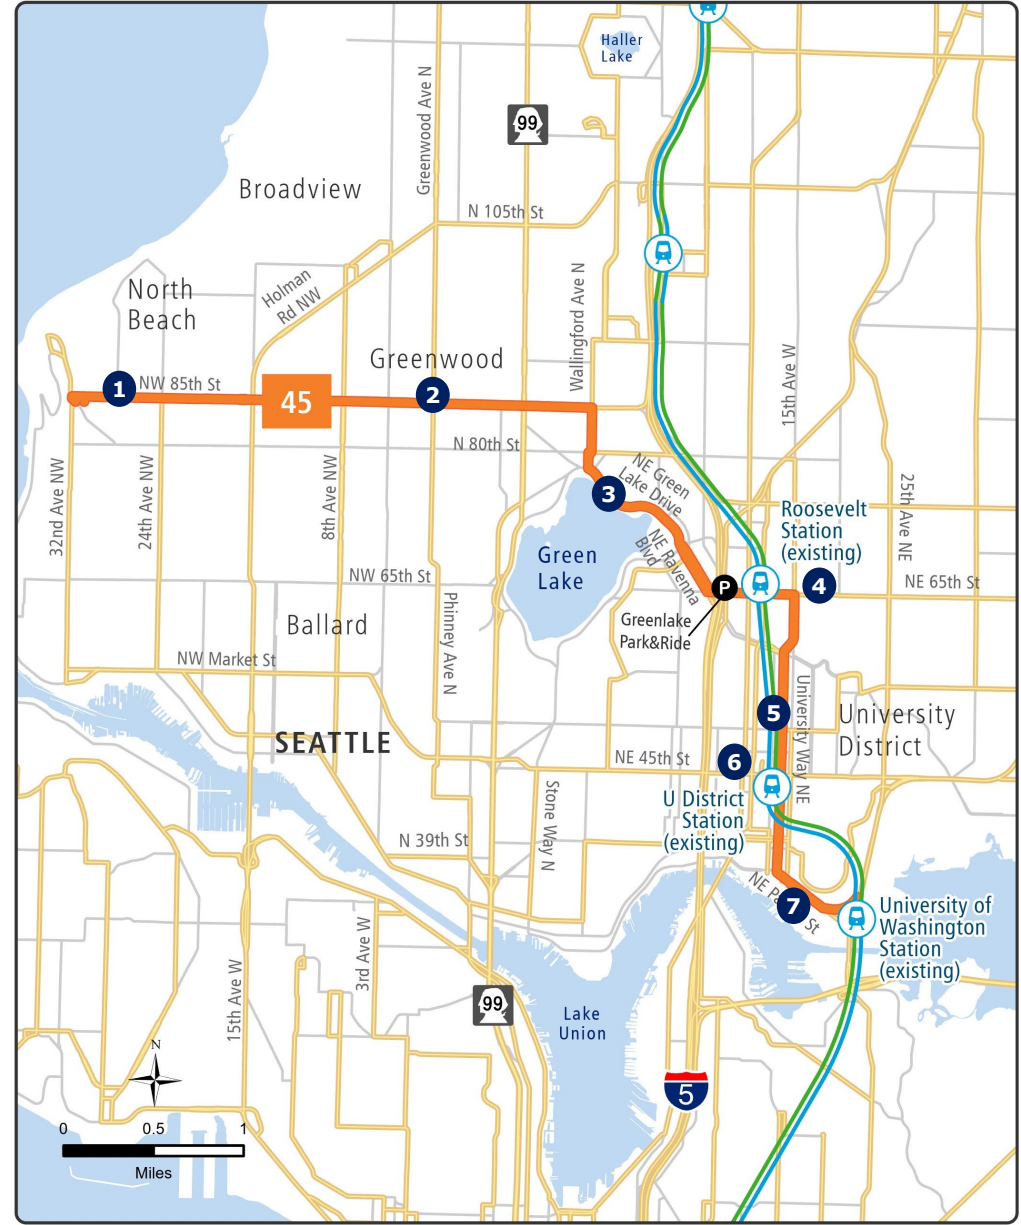 Haller
Lake
Greenwood Ave N
99
Broadview
N 105th St
Holman
Rd NW
Wallingford Ave N
North
Beach
Greenwood
1
NW 85th St
45
2
15th Ave W
N 80th St
32nd Ave NW
24th Ave NW
8th Ave NW
3
NE Green
Lake Drive
25th Ave NE
Roosevelt
Station
(existing)
NE Ravenna
Blvd
Green
Lake
4
NE 65th St
P
NW 65th St
Phinney Ave N
Greenlake
Park&Ride
Ballard
NW Market St
University Way NE
5
University
District
SEATTLE
NE 45th St
6
U District
Station
(existing)
Stone Way N
N 39th St
NE Pa
St
7
University of
Washington
Station
(existing)
3rd Ave W
15th Ave W
99
Lake
Union
N
5
0
0.5
1
Miles